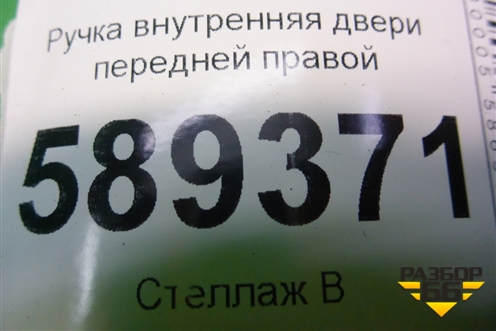 Ручка внутренняя двери
передней правой
589371
Стеллаж В
РАЗБОР
66